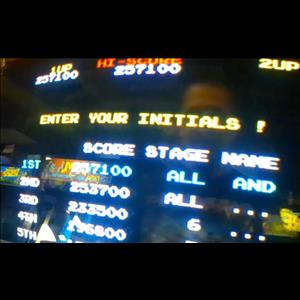 1UP HI-SCORE 2UP
257100 257100
ENTER YOUR INITIALS !
SCORE STAGE NAME
1ST 257100 ALL AND
2ND 253700 ALL ...
3RD 233500 6 ...
4TH 196800
5TH